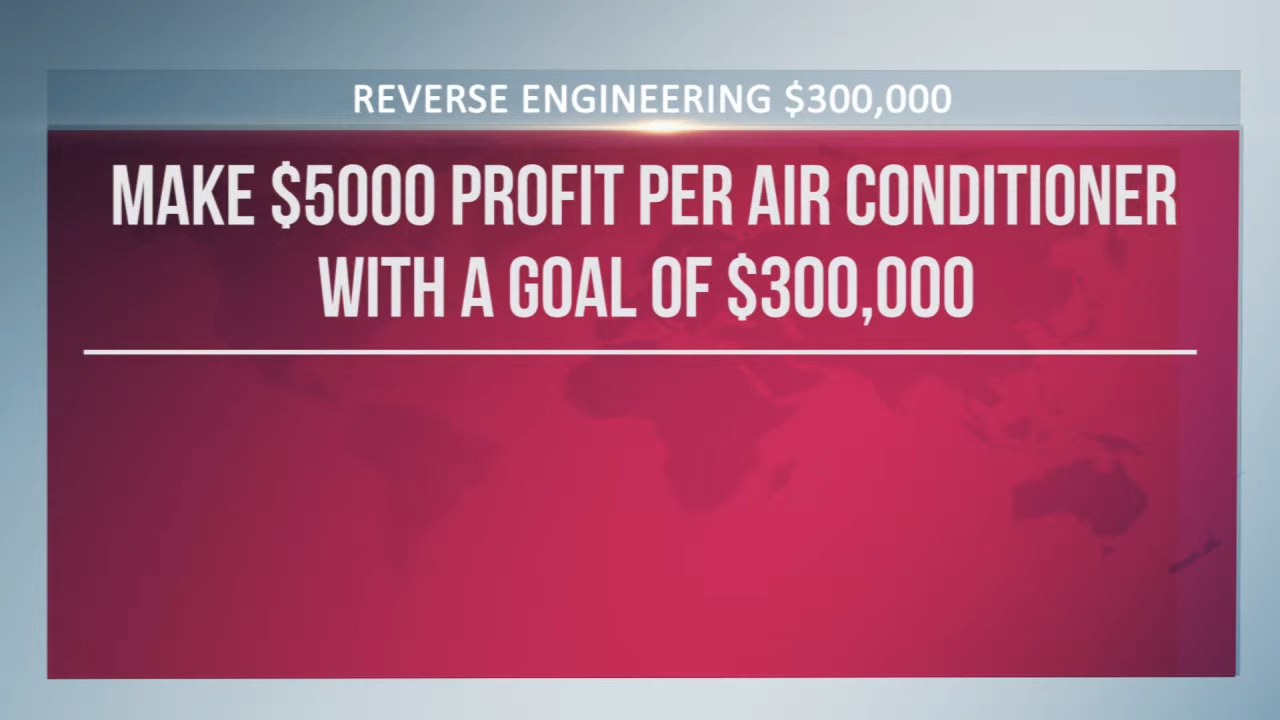 REVERSE ENGINEERING $300,000
MAKE $5000 PROFIT PER AIR CONDITIONER
WITH A GOAL OF $300,000